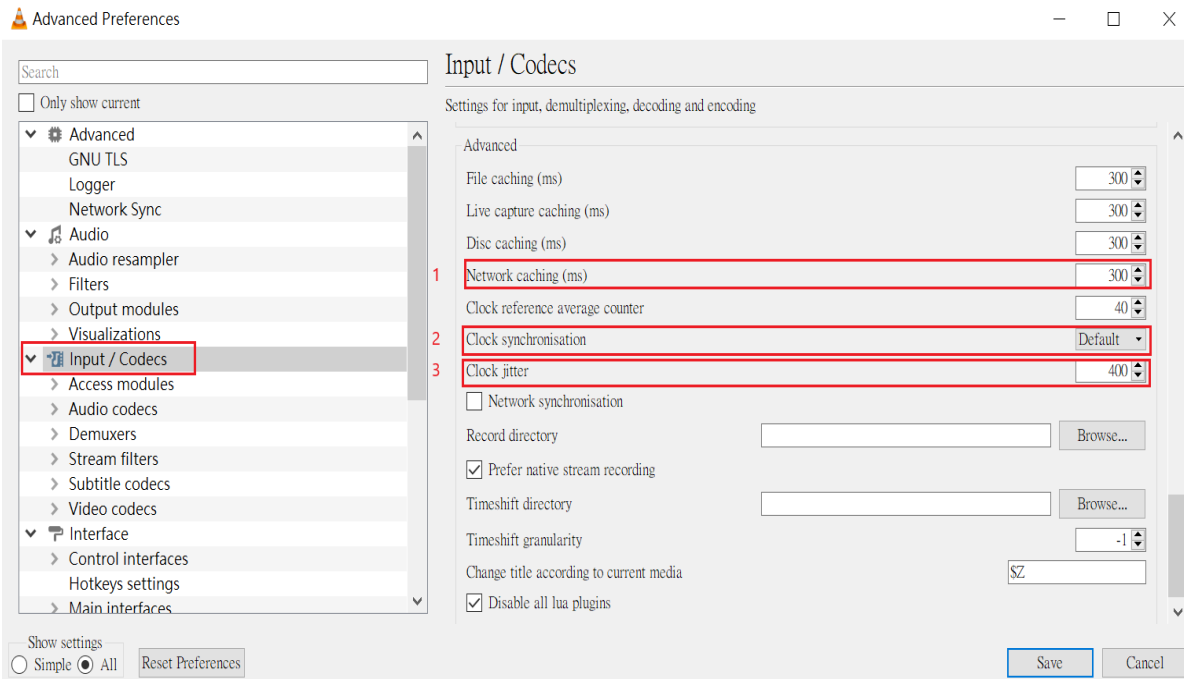 Advanced Preferences
Search
Only show current
Advanced
GNU TLS
Logger
Network Sync
Audio
Audio resampler
Filters
Output modules
Visualizations
Input / Codecs
Access modules
Audio codecs
Demuxers
Stream filters
Subtitle codecs
Video codecs
Interface
Control interfaces
Hotkeys settings
Main interfaces
Show settings
Simple All
Reset Preferences
Input / Codecs
Settings for input, demultiplexing, decoding and encoding
Advanced
File caching (ms) 300
Live capture caching (ms) 300
Disc caching (ms) 300
1 Network caching (ms) 300
Clock reference average counter 40
2 Clock synchronisation Default
3 Clock jitter 400
Network synchronisation
Record directory Browse...
Prefer native stream recording
Timeshift directory Browse...
Timeshift granularity -1
Change title according to current media $Z
Disable all lua plugins
Save Cancel